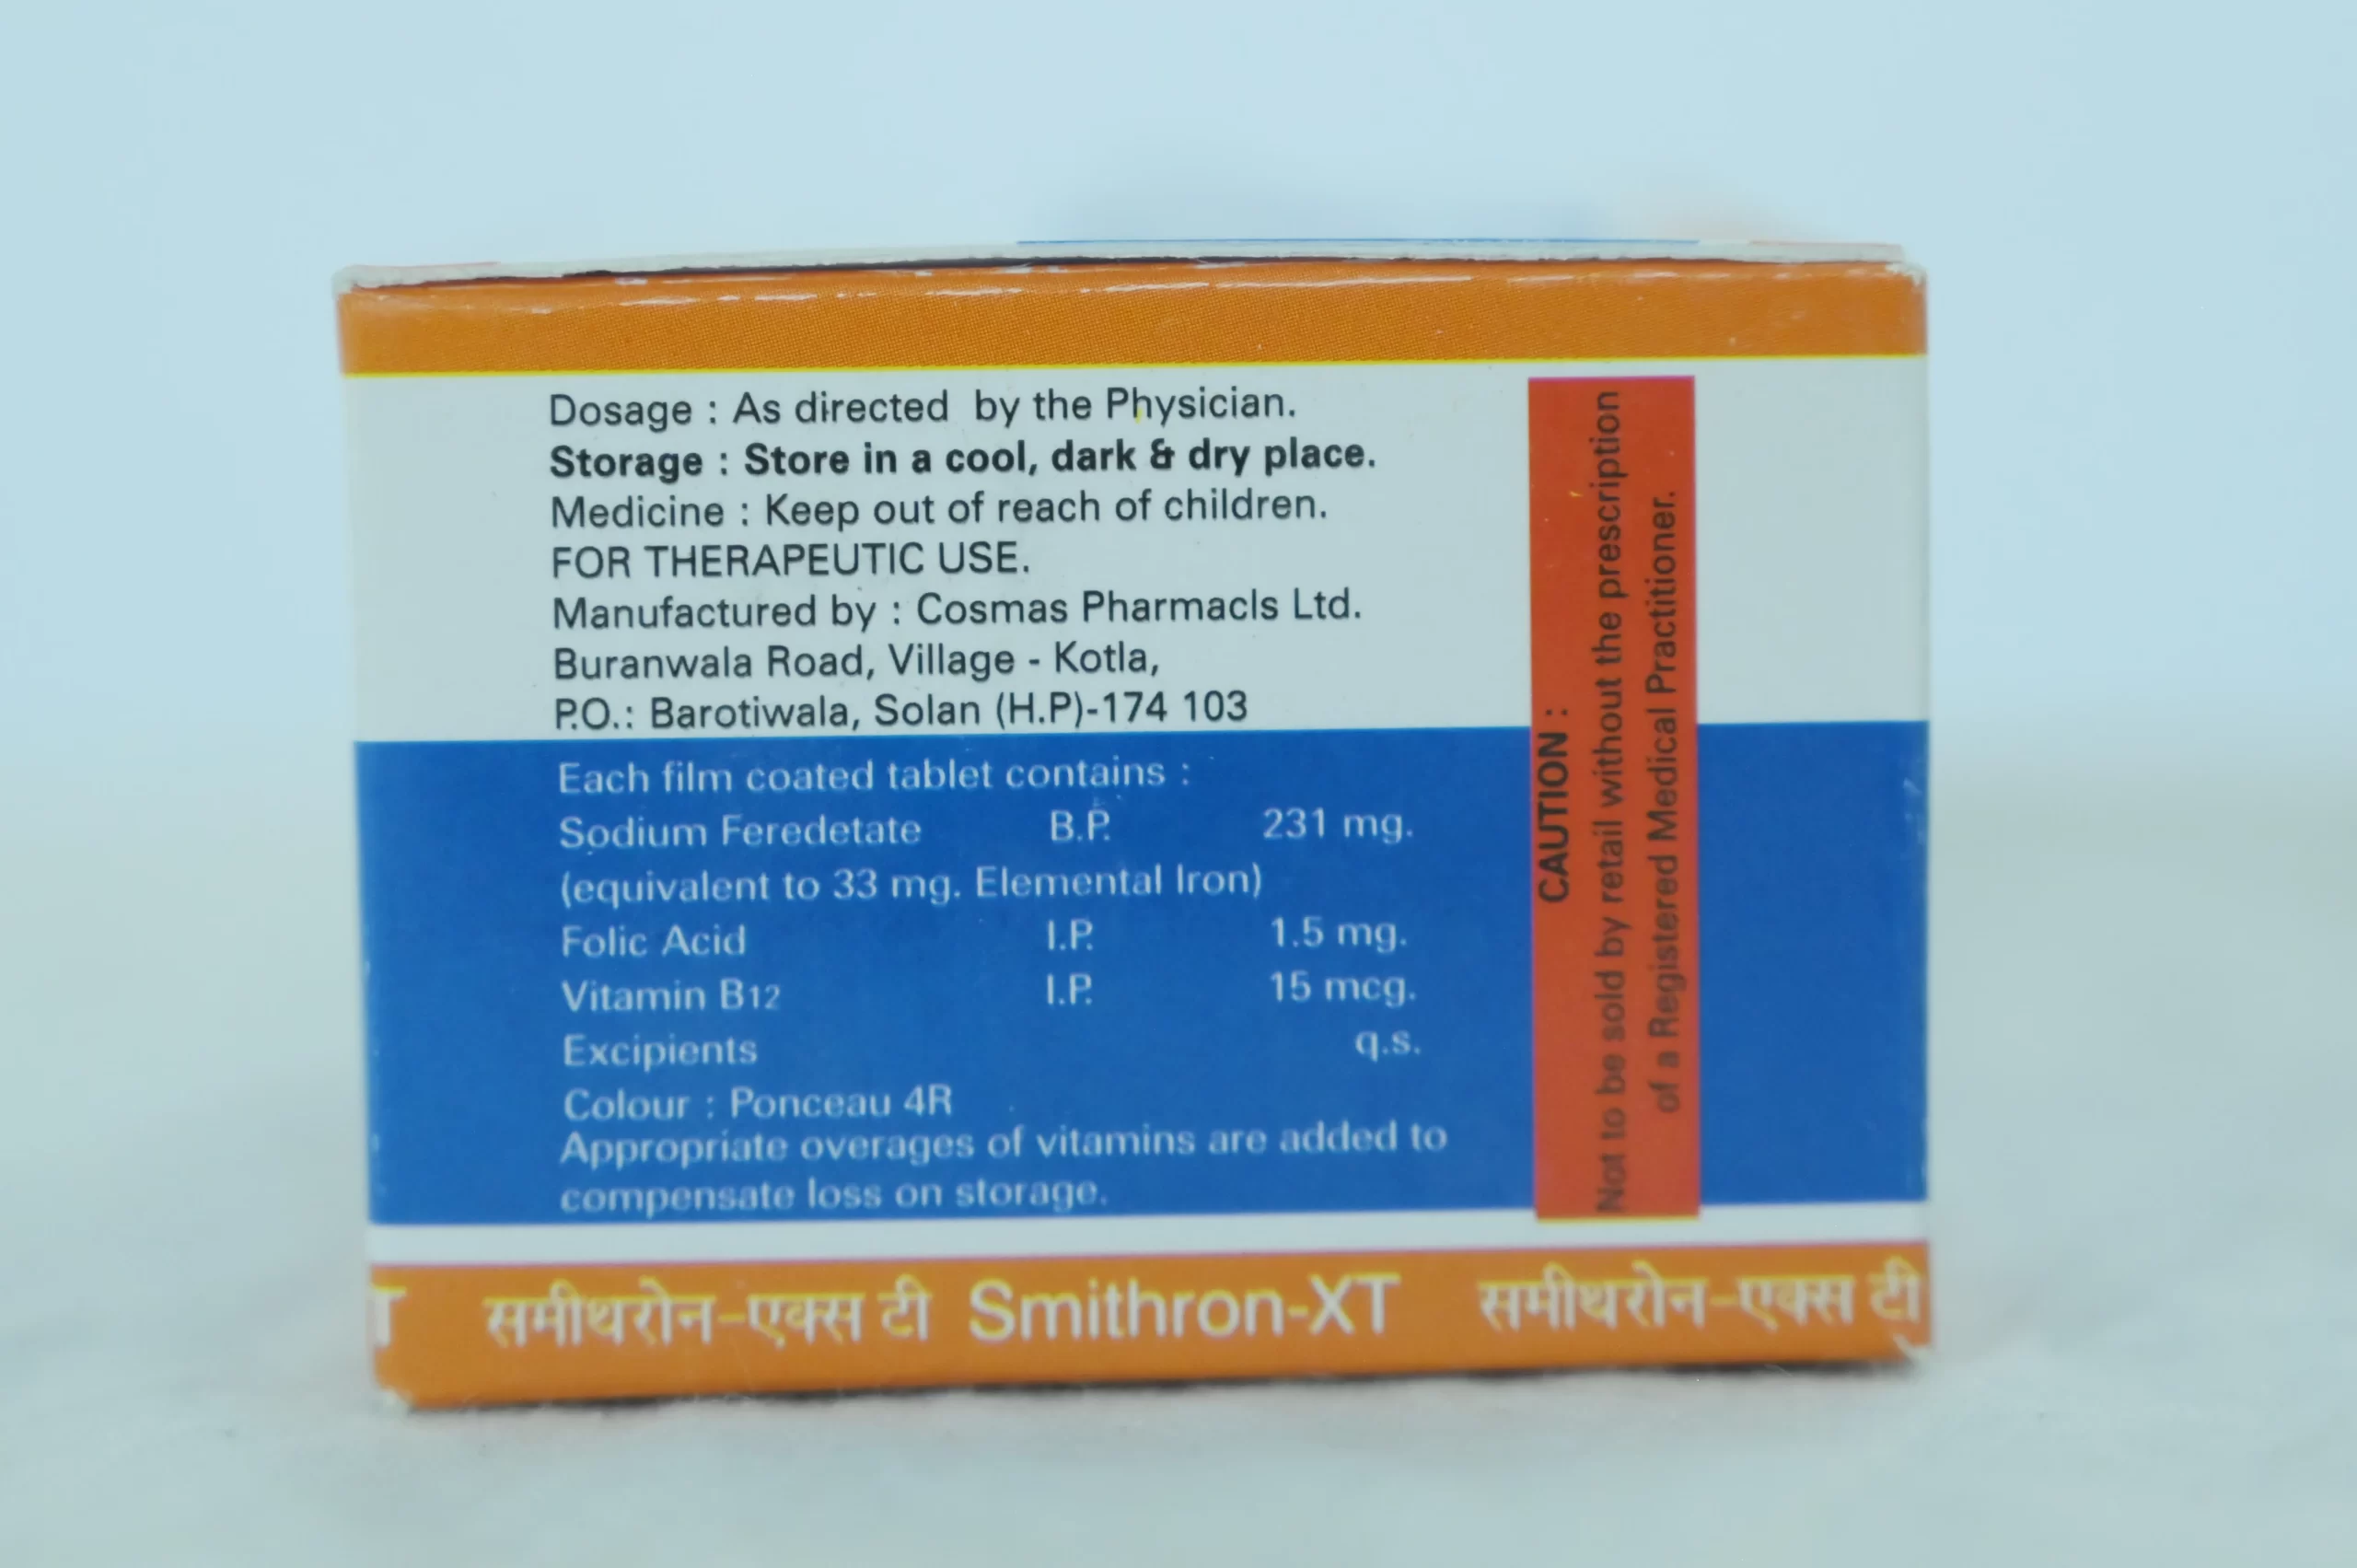 Dosage : As directed by the Physician.
Storage : Store in a cool, dark & dry place.
Medicine : Keep out of reach of children.
FOR THERAPEUTIC USE.
Manufactured by : Cosmas Pharmacls Ltd.
Buranwala Road, Village - Kotla,
P.O.: Barotiwala, Solan (H.P)-174 103
Each film coated tablet contains :
Sodium Feredetate B.P. 231 mg.
(equivalent to 33 mg. Elemental Iron)
Folic Acid I.P. 1.5 mg.
Vitamin B12 I.P. 15 mcg.
Excipients q.s.
Colour : Ponceau 4R
Appropriate overages of vitamins are added to
compensate loss on storage.
CAUTION :
Not to be sold by retail without the prescription
of a Registered Medical Practitioner.
T समीथरोन-एक्स टी Smithron-XT समीथरोन-एक्स टी